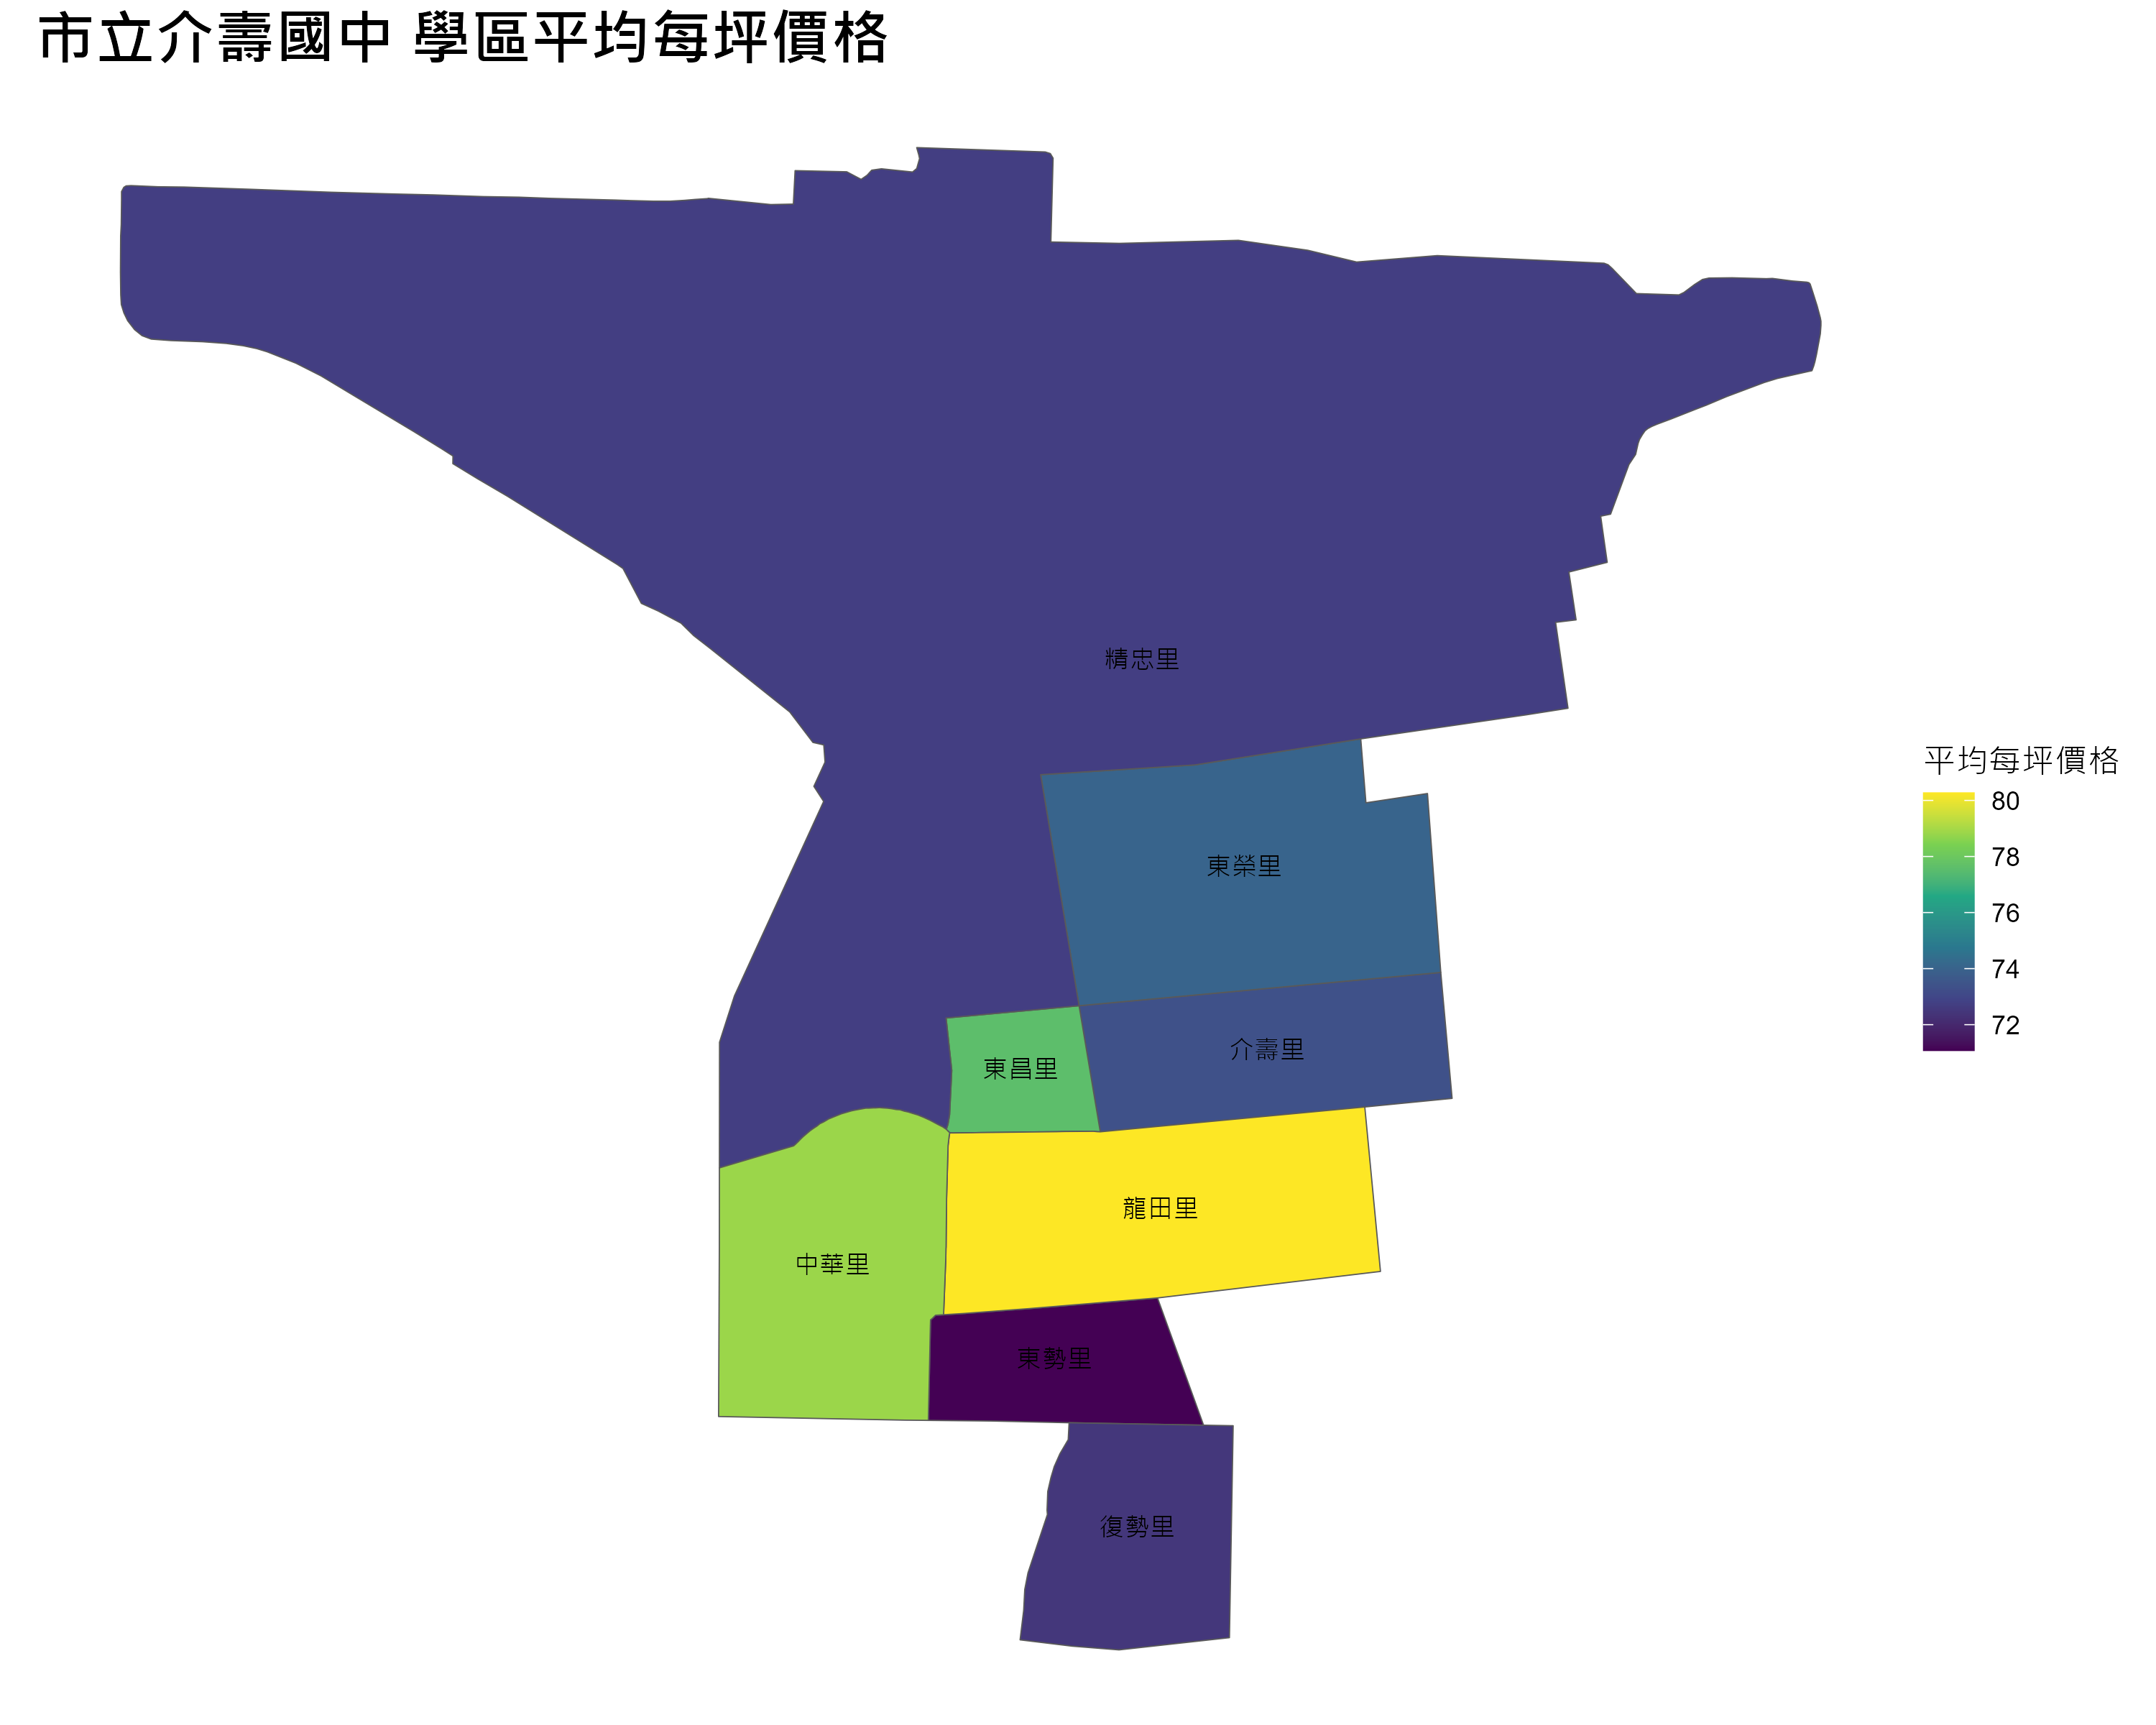 市立介壽國中 學區平均每坪價格
精忠里
東榮里
介壽里
東昌里
龍田里
中華里
東勢里
復勢里
平均每坪價格
80
78
76
74
72